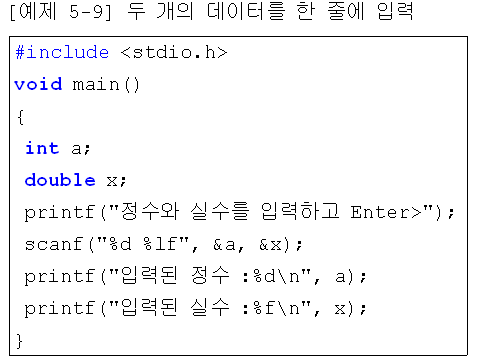 [예제 5-9] 두 개의 데이터를 한 줄에 입력
#include <stdio.h>
void main()
{
int a;
double x;
printf("정수와 실수를 입력하고 Enter>");
scanf("%d %lf", &a, &x);
printf("입력된 정수 :%d\n", a);
printf("입력된 실수 :%f\n", x);
}